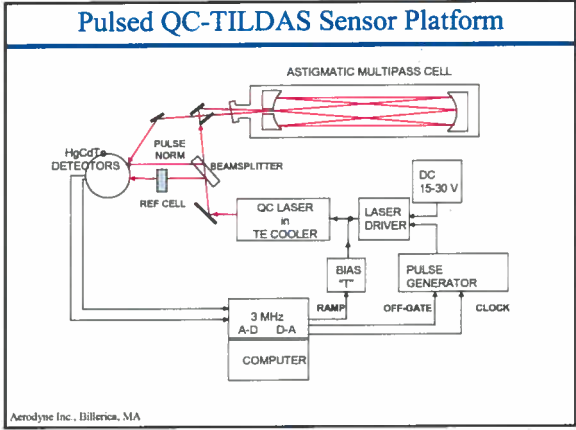 Pulsed QC-TILDAS Sensor Platform
ASTIGMATIC MULTIPASS CELL
PULSE
NORM
HgCdTe
DETECTORS
BEAMSPLITTER
REF CELL
DC
15-30 V
QC LASER
in
TE COOLER
LASER
DRIVER
BIAS
"T"
PULSE
GENERATOR
RAMP
OFF-GATE
CLOCK
3 MHz
A-D D-A
COMPUTER
Aerodyne Inc., Billerica, MA